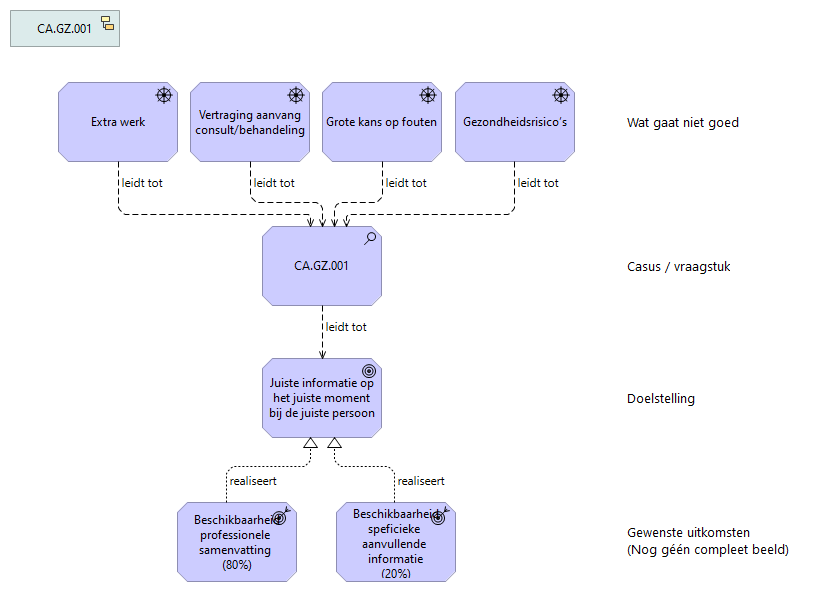 CA.GZ.001
Extra werk
Vertraging aanvang
consult/behandeling
Grote kans op fouten
Gezondheidsrisico's
Wat gaat niet goed
leidt tot
leidt tot
leidt tot
leidt tot
CA.GZ.001
Casus / vraagstuk
leidt tot
Juiste informatie op
het juiste moment
bij de juiste persoon
Doelstelling
realiseert
realiseert
Beschikbaarheid
professionele
samenvatting
(80%)
Beschikbaarheid
speficieke
aanvullende
informatie
(20%)
Gewenste uitkomsten
(Nog géén compleet beeld)